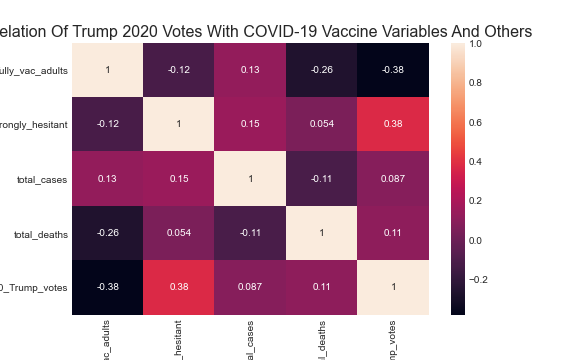 elation Of Trump 2020 Votes With COVID-19 Vaccine Variables And Others
ully_vac_adults
1
-0.12
0.13
-0.26
-0.38
rongly_hesitant
-0.12
1
0.15
0.054
0.38
total_cases
0.13
0.15
1
-0.11
0.087
total_deaths
-0.26
0.054
-0.11
1
0.11
0_Trump_votes
-0.38
0.38
0.087
0.11
1
ac_adults
_hesitant
al_cases
l_deaths
mp_votes
1.0
0.8
0.6
0.4
0.2
0.0
−0.2